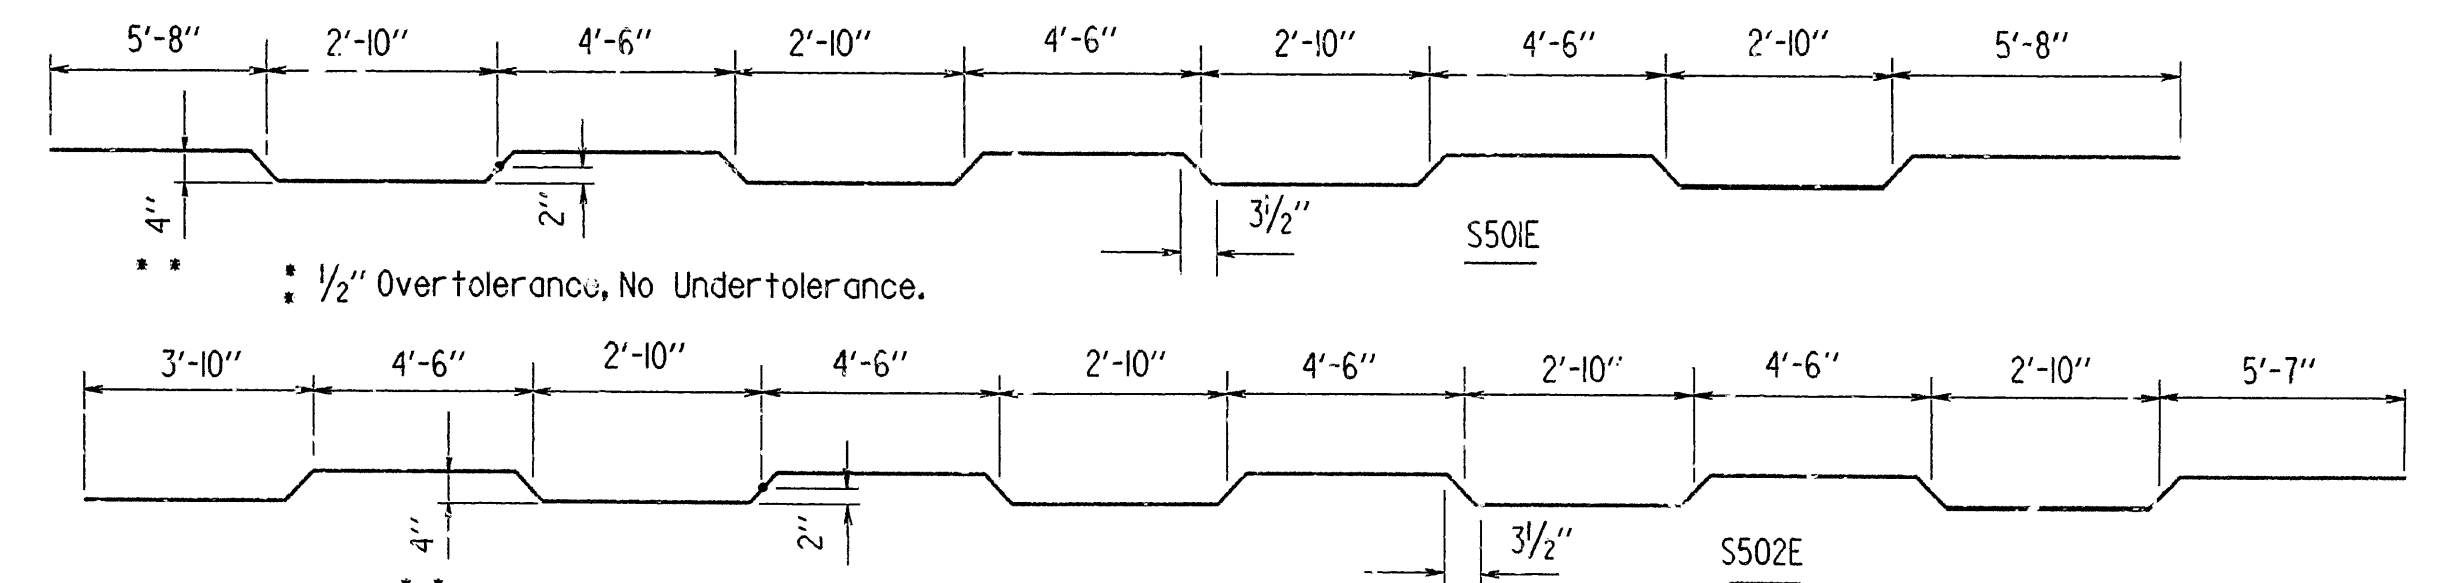 5'-8" 2'-10" 4'-6" 2'-10" 4'-6" 2'-10" 4'-6" 2'-10" 5'-8"
4" 2" 3½" S501E
* *
* * ½" Overtolerance, No Undertolerance.
3'-10" 4'-6" 2'-10" 4'-6" 2'-10" 4'-6" 2'-10" 4'-6" 2'-10" 5'-7"
4" 2" 3½" S502E
* *